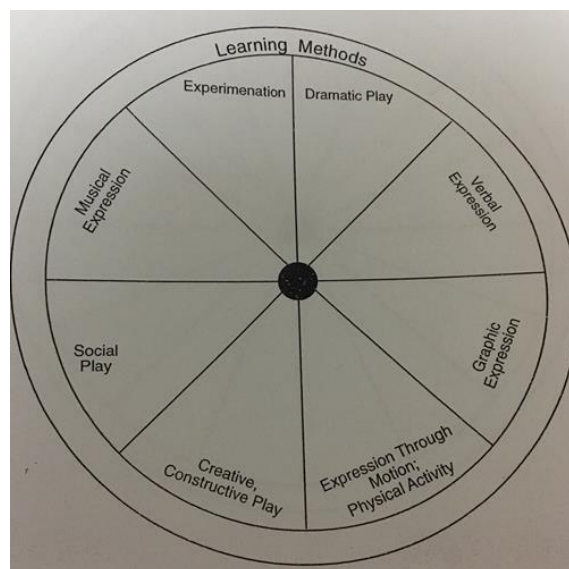 Learning Methods
Experimenation
Dramatic Play
Verbal
Expression
Graphic
Expression
Expression Through
Motion;
Physical Activity
Creative,
Constructive Play
Social
Play
Musical
Expression